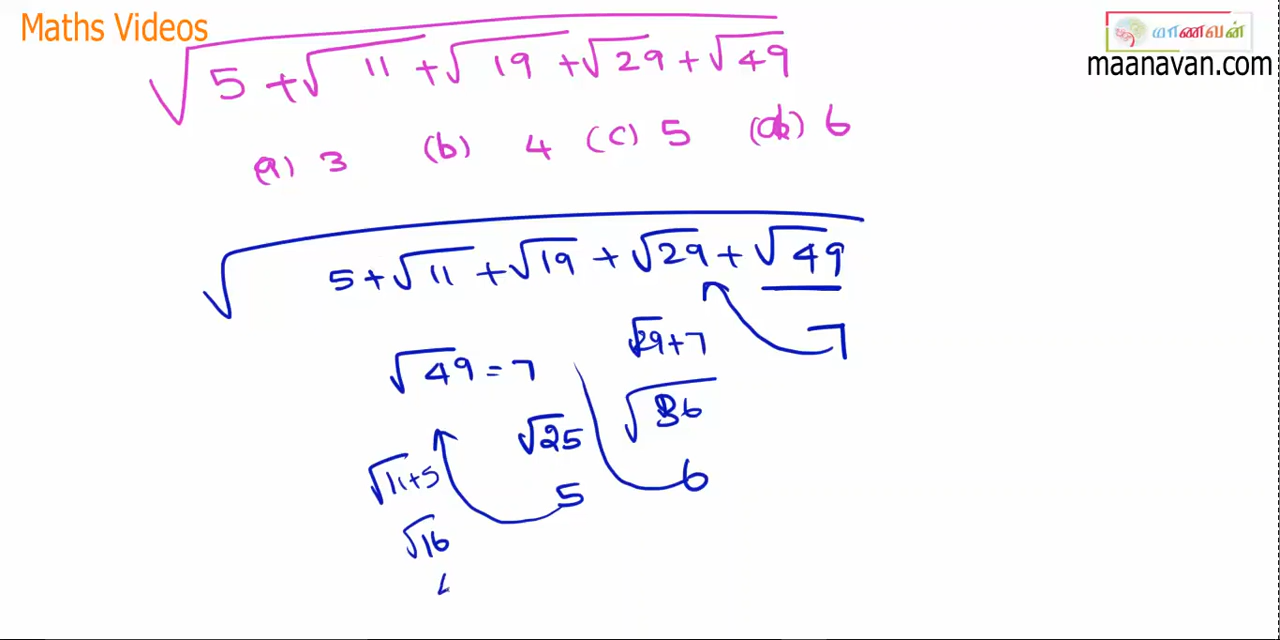 Maths Videos
மாணவன்
maanavan.com
√5 + √11 + √19 + √29 + √49
(a) 3 (b) 4 (c) 5 (d) 6
√5 + √11 + √19 + √29 + √49
7
√29 + 7
√49 = 7
√36
√25
√11+5
6
5
√16